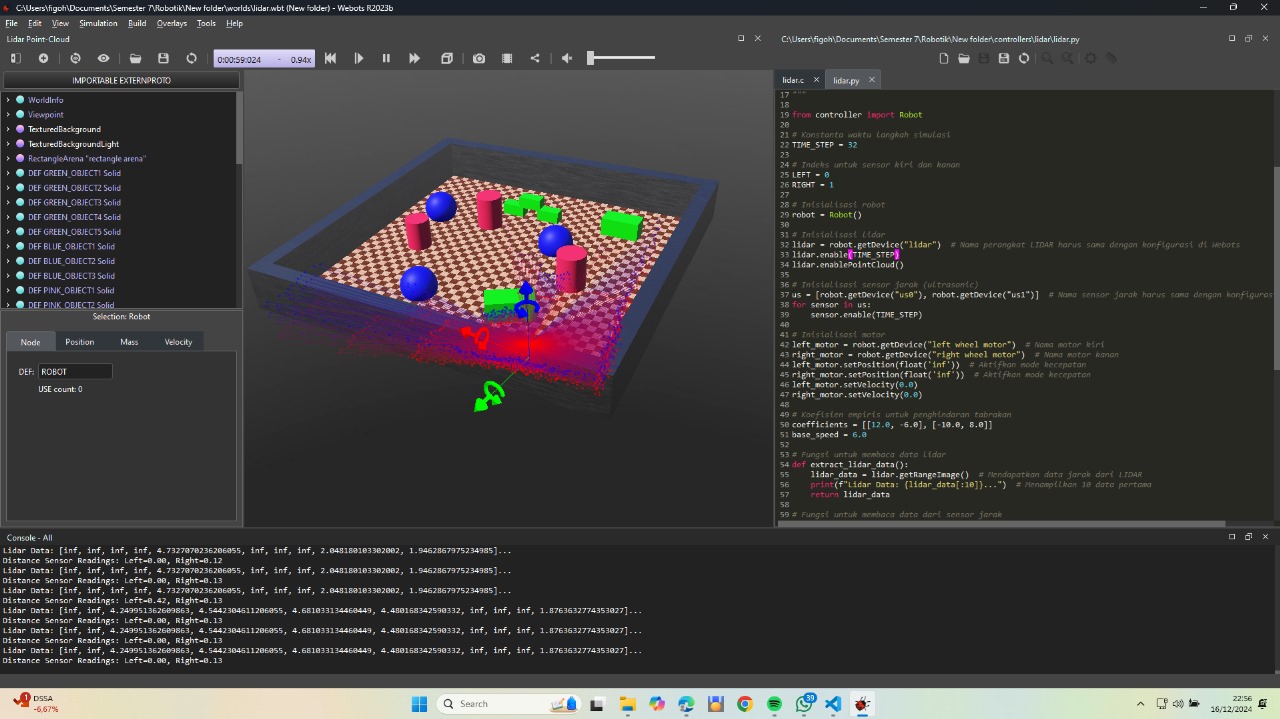 C:\Users\figoh\Documents\Semester 7\Robotik\New folder\worlds\lidar.wbt (New folder) - Webots R2023b
File Edit View Simulation Build Overlays Tools Help
Lidar Point-Cloud
0:00:59:024 - 0.94x
IMPORTABLE EXTERNPROTO
WorldInfo
Viewpoint
TexturedBackground
TexturedBackgroundLight
RectangleArena "rectangle arena"
DEF GREEN_OBJECT1 Solid
DEF GREEN_OBJECT2 Solid
DEF GREEN_OBJECT3 Solid
DEF GREEN_OBJECT4 Solid
DEF GREEN_OBJECT5 Solid
DEF BLUE_OBJECT1 Solid
DEF BLUE_OBJECT2 Solid
DEF BLUE_OBJECT3 Solid
DEF PINK_OBJECT1 Solid
DEF PINK_OBJECT2 Solid
Selection: Robot
Node Position Mass Velocity
DEF: ROBOT
USE count: 0
C:\Users\figoh\Documents\Semester 7\Robotik\New folder\controllers\lidar\lidar.py
lidar.c lidar.py
17 """
18
19 from controller import Robot
20
21 # Konstanta waktu langkah simulasi
22 TIME_STEP = 32
23
24 # Indeks untuk sensor kiri dan kanan
25 LEFT = 0
26 RIGHT = 1
27
28 # Inisialisasi robot
29 robot = Robot()
30
31 # Inisialisasi lidar
32 lidar = robot.getDevice("lidar")  # Nama perangkat LIDAR harus sama dengan konfigurasi di Webots
33 lidar.enable(TIME_STEP)
34 lidar.enablePointCloud()
35
36 # Inisialisasi sensor jarak (ultrasonic)
37 us = [robot.getDevice("us0"), robot.getDevice("us1")]  # Nama sensor jarak harus sama dengan konfiguras
38 for sensor in us:
39     sensor.enable(TIME_STEP)
40
41 # Inisialisasi motor
42 left_motor = robot.getDevice("left wheel motor")  # Nama motor kiri
43 right_motor = robot.getDevice("right wheel motor")  # Nama motor kanan
44 left_motor.setPosition(float('inf'))  # Aktifkan mode kecepatan
45 right_motor.setPosition(float('inf'))  # Aktifkan mode kecepatan
46 left_motor.setVelocity(0.0)
47 right_motor.setVelocity(0.0)
48
49 # Koefisien empiris untuk penghindaran tabrakan
50 coefficients = [[12.0, -6.0], [-10.0, 8.0]]
51 base_speed = 6.0
52
53 # Fungsi untuk membaca data lidar
54 def extract_lidar_data():
55     lidar_data = lidar.getRangeImage()  # Mendapatkan data jarak dari LIDAR
56     print(f"Lidar Data: {lidar_data[:10]}...")  # Menampilkan 10 data pertama
57     return lidar_data
58
59 # Fungsi untuk membaca data dari sensor jarak
Console - All
Lidar Data: [inf, inf, inf, inf, 4.7327070236206055, inf, inf, inf, 2.048180103302002, 1.9462867975234985]...
Distance Sensor Readings: Left=0.00, Right=0.12
Lidar Data: [inf, inf, inf, inf, 4.7327070236206055, inf, inf, inf, 2.048180103302002, 1.9462867975234985]...
Distance Sensor Readings: Left=0.00, Right=0.13
Lidar Data: [inf, inf, inf, inf, 4.7327070236206055, inf, inf, inf, 2.048180103302002, 1.9462867975234985]...
Distance Sensor Readings: Left=0.42, Right=0.13
Lidar Data: [inf, inf, 4.249951362609863, 4.5442304611206055, 4.681033134460449, 4.480168342590332, inf, inf, inf, 1.8763632774353027]...
Distance Sensor Readings: Left=0.00, Right=0.13
Lidar Data: [inf, inf, 4.249951362609863, 4.5442304611206055, 4.681033134460449, 4.480168342590332, inf, inf, inf, 1.8763632774353027]...
Distance Sensor Readings: Left=0.00, Right=0.13
Lidar Data: [inf, inf, 4.249951362609863, 4.5442304611206055, 4.681033134460449, 4.480168342590332, inf, inf, inf, 1.8763632774353027]...
Distance Sensor Readings: Left=0.00, Right=0.13
1
DSSA
-6,67%
Search
39
22:56
16/12/2024